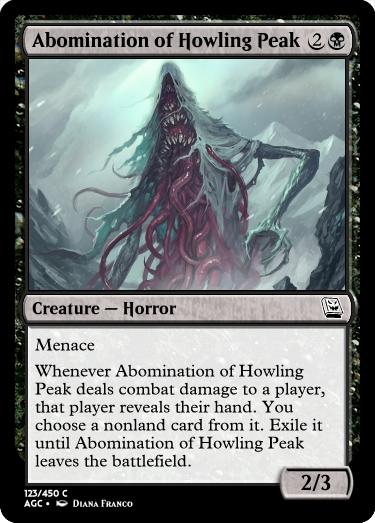 Abomination of Howling Peak 2
Creature — Horror
Menace
Whenever Abomination of Howling
Peak deals combat damage to a player,
that player reveals their hand. You
choose a nonland card from it. Exile it
until Abomination of Howling Peak
leaves the battlefield.
2/3
123/450 C
AGC • Diana Franco